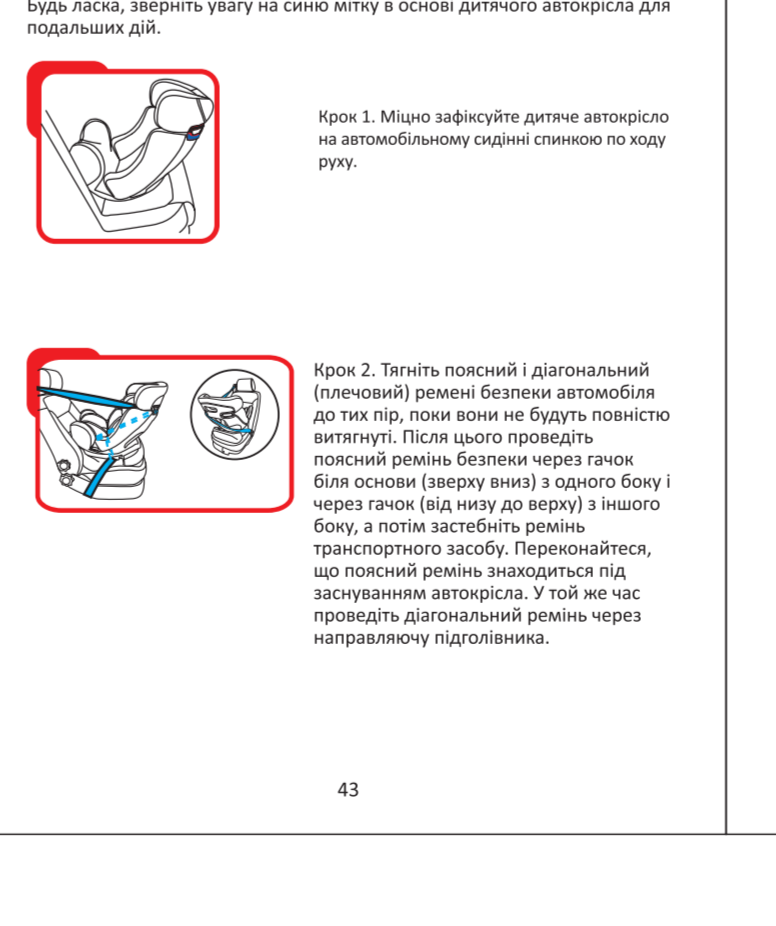 Будь ласка, зверніть увагу на синю мітку в основі дитячого автокрісла для
подальших дій.
Крок 1. Міцно зафіксуйте дитяче автокрісло
на автомобільному сидінні спинкою по ходу
руху.
Крок 2. Тягніть поясний і діагональний
(плечовий) ремені безпеки автомобіля
до тих пір, поки вони не будуть повністю
витягнуті. Після цього проведіть
поясний ремінь безпеки через гачок
біля основи (зверху вниз) з одного боку і
через гачок (від низу до верху) з іншого
боку, а потім застебніть ремінь
транспортного засобу. Переконайтеся,
що поясний ремінь знаходиться під
заснуванням автокрісла. У той же час
проведіть діагональний ремінь через
направляючу підголівника.
43